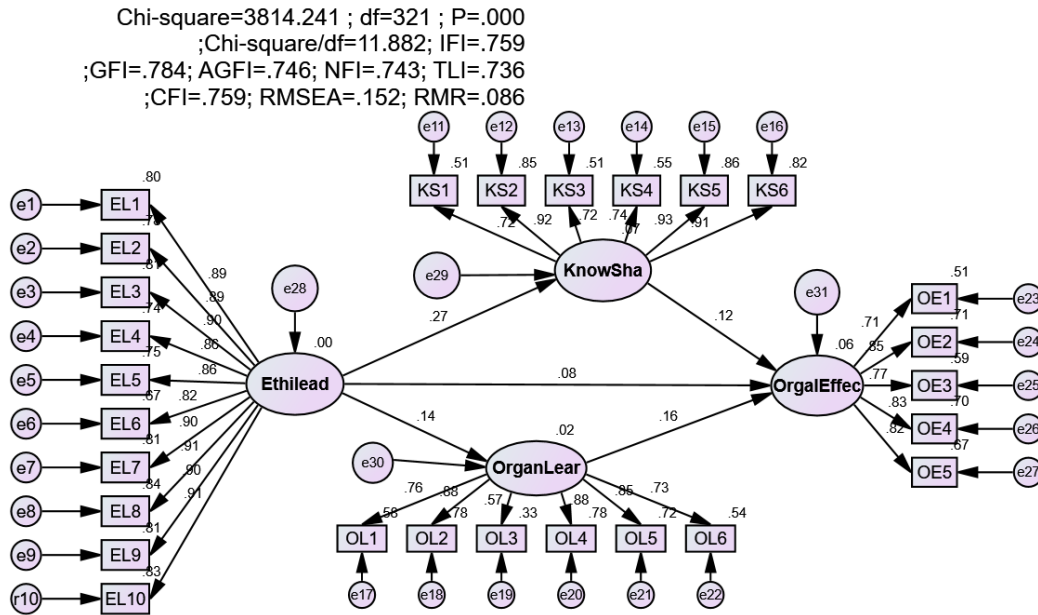 Chi-square=3814.241 ; df=321 ; P=.000
;Chi-square/df=11.882; IFI=.759
;GFI=.784; AGFI=.746; NFI=.743; TLI=.736
;CFI=.759; RMSEA=.152; RMR=.086
e11 e12 e13 e14 e15 e16
.51 .85 .51 .55 .86 .82
KS1 KS2 KS3 KS4 KS5 KS6
.72 .92 .72 .74 .93 .91
.07
KnowSha
e29
e1 EL1 .80
e2 EL2
e3 EL3 .81
e4 EL4 .74
e5 EL5 .75
e6 EL6 .67
e7 EL7 .81
e8 EL8 .84
e9 EL9 .81
r10 EL10 .83
.89
.89
.90
.86
.86
.82
.90
.91
.90
.91
e28
.00
Ethilead
.27
.12
.08
.14
.16
e31
.06
OrgalEffec
.71
.85
.77
.83
.82
.51
OE1 e23
.71
OE2 e24
.59
OE3 e25
.70
OE4 e26
.67
OE5 e27
e30
.02
OrganLear
.76 .88 .57 .88 .85 .73
.58 .78 .33 .78 .72 .54
OL1 OL2 OL3 OL4 OL5 OL6
e17 e18 e19 e20 e21 e22